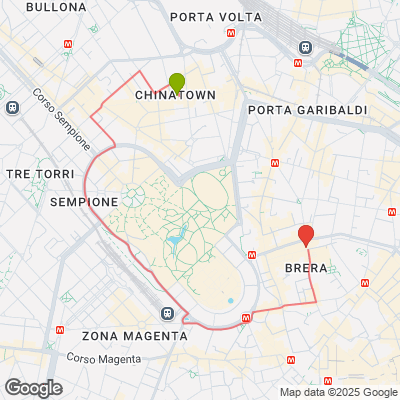 BULLONA
PORTA VOLTA
M
CHINATOWN
M
Corso Sempione
PORTA GARIBALDI
M
TRE TORRI
M
SEMPIONE
M
M
BRERA
M
M
M
ZONA MAGENTA
M
M
Corso Magenta
M
Google
Map data ©2025 Google